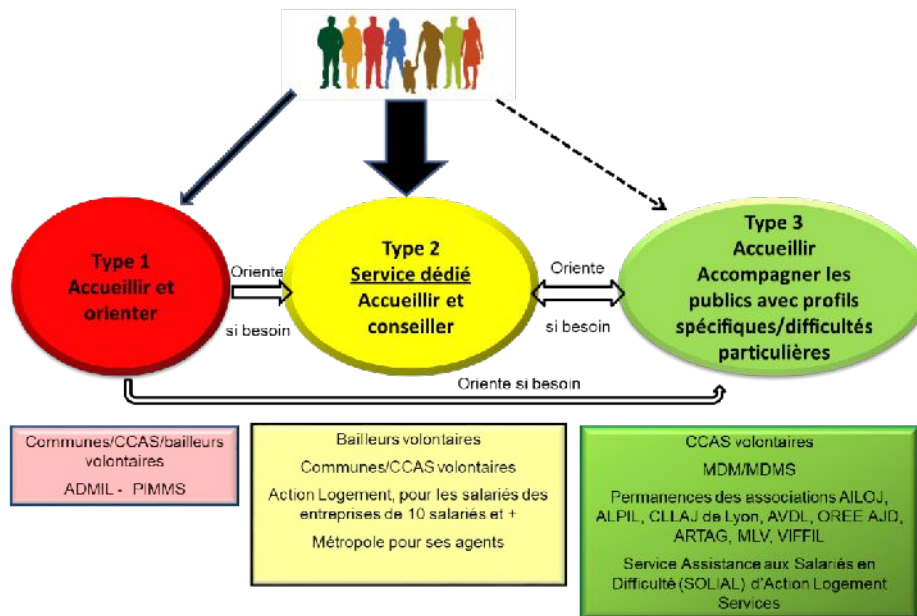 Type 1
Accueillir et
orienter
Oriente
si besoin
Type 2
Service dédié
Accueillir et
conseiller
Oriente
si besoin
Type 3
Accueillir
Accompagner les
publics avec profils
spécifiques/difficultés
particulières
Oriente si besoin
Communes/CCAS/bailleurs
volontaires
ADMIL - PIMMS
Bailleurs volontaires
Communes/CCAS volontaires
Action Logement, pour les salariés des
entreprises de 10 salariés et +
Métropole pour ses agents
CCAS volontaires
MDM/MDMS
Permanences des associations AILOJ,
ALPIL, CLLAJ de Lyon, AVDL, OREE AJD,
ARTAG, MLV, VIFFIL
Service Assistance aux Salariés en
Difficulté (SOLIAL) d'Action Logement
Services